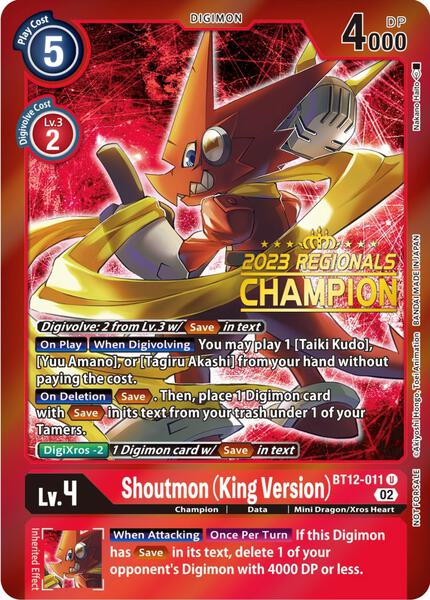 DIGIMON
Play Cost
5
DP
4000
Digivolve Cost
Lv.3
2
Nakano Haito
2023 REGIONALS
CHAMPION
Digivolve: 2 from Lv.3 w/ Save in text
On Play When Digivolving You may play 1 [Taiki Kudo],
[Yuu Amano], or [Tagiru Akashi] from your hand without
paying the cost.
On Deletion Save. Then, place 1 Digimon card
with Save in its text from your trash under 1 of your
Tamers.
DigiXros -2 1 Digimon card w/ Save in text
©Akiyoshi Hongo, Toei Animation BANDAI MADE IN JAPAN
NOT FOR SALE
Lv.4
Shoutmon (King Version)
BT12-011 U
02
Champion Data Mini Dragon/Xros Heart
Inherited Effect
When Attacking Once Per Turn If this Digimon
has Save in its text, delete 1 of your
opponent's Digimon with 4000 DP or less.